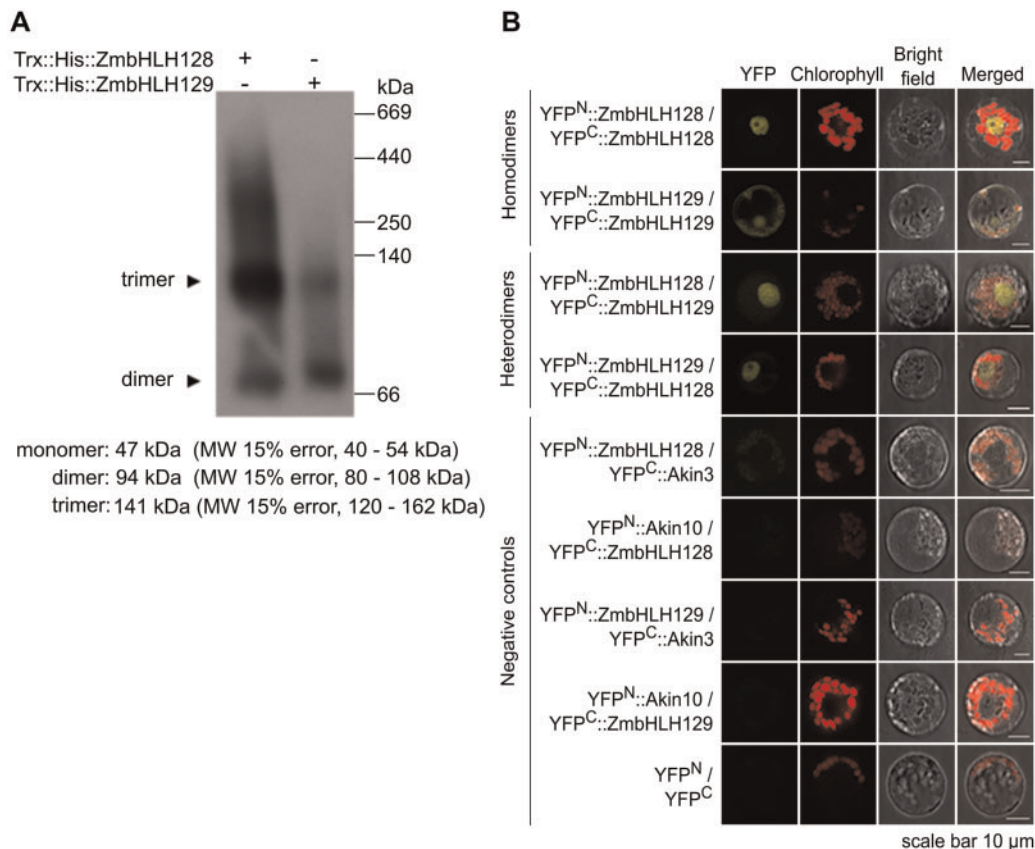 A
Trx::His::ZmbHLH128 + -
Trx::His::ZmbHLH129 - +
kDa
669
440
250
140
trimer
dimer
66
monomer: 47 kDa (MW 15% error, 40 - 54 kDa)
dimer: 94 kDa (MW 15% error, 80 - 108 kDa)
trimer: 141 kDa (MW 15% error, 120 - 162 kDa)
B
YFP Chlorophyll Bright field Merged
Homodimers
YFPN::ZmbHLH128 /
YFPC::ZmbHLH128
YFPN::ZmbHLH129 /
YFPC::ZmbHLH129
Heterodimers
YFPN::ZmbHLH128 /
YFPC::ZmbHLH129
YFPN::ZmbHLH129 /
YFPC::ZmbHLH128
Negative controls
YFPN::ZmbHLH128 /
YFPC::Akin3
YFPN::Akin10 /
YFPC::ZmbHLH128
YFPN::ZmbHLH129 /
YFPC::Akin3
YFPN::Akin10 /
YFPC::ZmbHLH129
YFPN /
YFPC
scale bar 10 µm